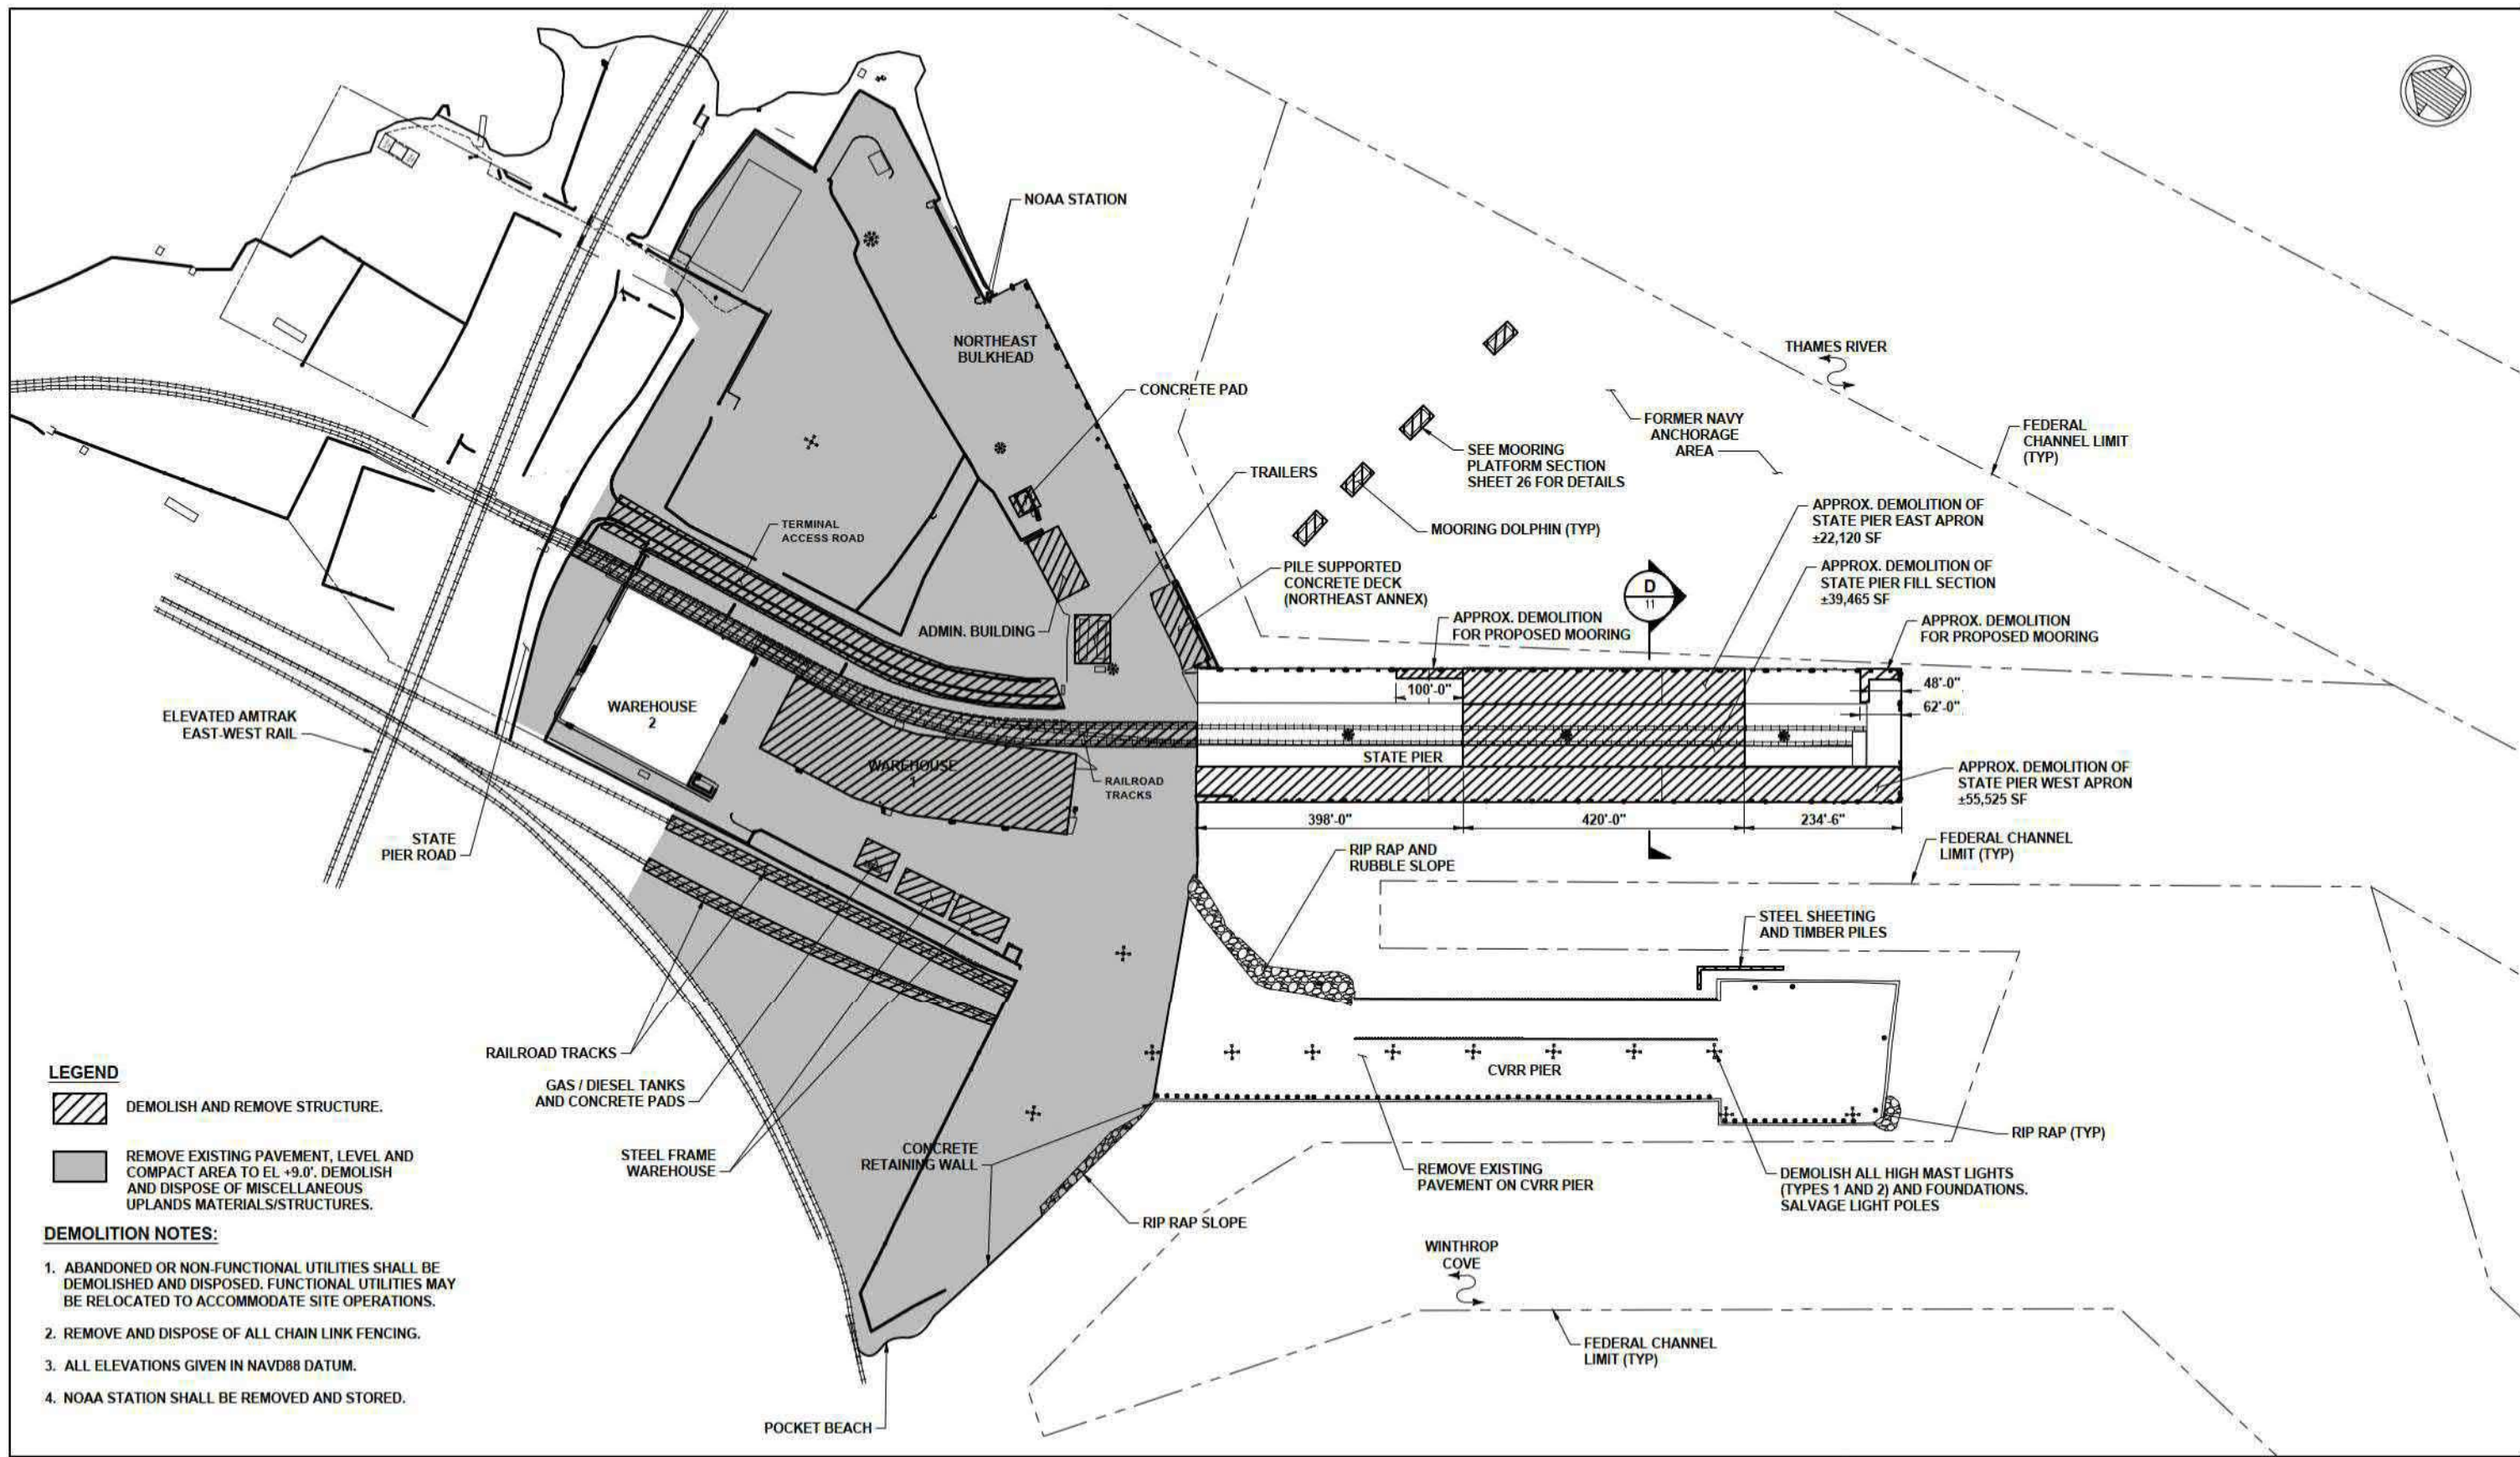 NOAA STATION
NORTHEAST
BULKHEAD
CONCRETE PAD
THAMES RIVER
FORMER NAVY
ANCHORAGE
AREA
FEDERAL
CHANNEL LIMIT
(TYP)
SEE MOORING
PLATFORM SECTION
SHEET 26 FOR DETAILS
TRAILERS
MOORING DOLPHIN (TYP)
TERMINAL
ACCESS ROAD
APPROX. DEMOLITION OF
STATE PIER EAST APRON
±22,120 SF
PILE SUPPORTED
CONCRETE DECK
(NORTHEAST ANNEX)
D
11
APPROX. DEMOLITION OF
STATE PIER FILL SECTION
±39,465 SF
ADMIN. BUILDING
APPROX. DEMOLITION
FOR PROPOSED MOORING
APPROX. DEMOLITION
FOR PROPOSED MOORING
100'-0"
48'-0"
62'-0"
WAREHOUSE
2
ELEVATED AMTRAK
EAST-WEST RAIL
WAREHOUSE
1
STATE PIER
RAILROAD
TRACKS
APPROX. DEMOLITION OF
STATE PIER WEST APRON
±55,525 SF
398'-0"
420'-0"
234'-6"
STATE
PIER ROAD
RIP RAP AND
RUBBLE SLOPE
FEDERAL CHANNEL
LIMIT (TYP)
STEEL SHEETING
AND TIMBER PILES
RAILROAD TRACKS
CVRR PIER
GAS / DIESEL TANKS
AND CONCRETE PADS
STEEL FRAME
WAREHOUSE
CONCRETE
RETAINING WALL
RIP RAP (TYP)
REMOVE EXISTING
PAVEMENT ON CVRR PIER
DEMOLISH ALL HIGH MAST LIGHTS
(TYPES 1 AND 2) AND FOUNDATIONS.
SALVAGE LIGHT POLES
RIP RAP SLOPE
WINTHROP
COVE
FEDERAL CHANNEL
LIMIT (TYP)
POCKET BEACH
LEGEND
DEMOLISH AND REMOVE STRUCTURE.
REMOVE EXISTING PAVEMENT, LEVEL AND
COMPACT AREA TO EL +9.0'. DEMOLISH
AND DISPOSE OF MISCELLANEOUS
UPLANDS MATERIALS/STRUCTURES.
DEMOLITION NOTES:
1. ABANDONED OR NON-FUNCTIONAL UTILITIES SHALL BE
DEMOLISHED AND DISPOSED. FUNCTIONAL UTILITIES MAY
BE RELOCATED TO ACCOMMODATE SITE OPERATIONS.
2. REMOVE AND DISPOSE OF ALL CHAIN LINK FENCING.
3. ALL ELEVATIONS GIVEN IN NAVD88 DATUM.
4. NOAA STATION SHALL BE REMOVED AND STORED.